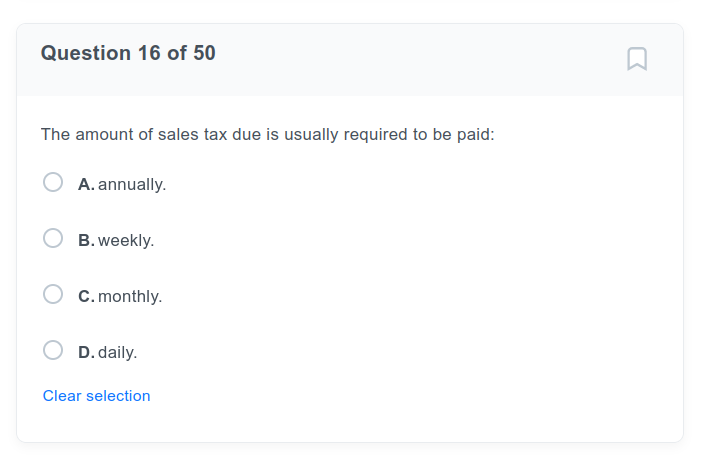 Question 16 of 50
The amount of sales tax due is usually required to be paid:
A. annually.
B. weekly.
C. monthly.
D. daily.
Clear selection